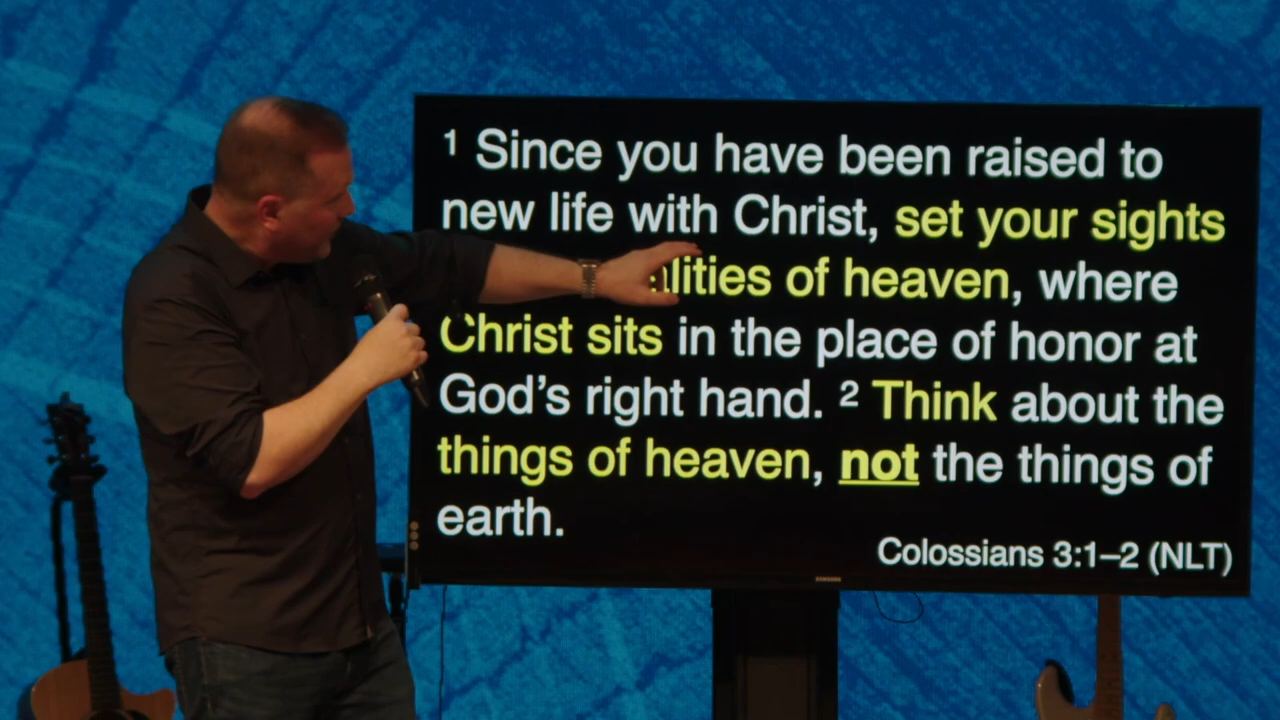 ¹ Since you have been raised to
new life with Christ, set your sights
lities of heaven, where
Christ sits in the place of honor at
God's right hand. ² Think about the
things of heaven, not the things of
earth.
Colossians 3:1–2 (NLT)
SAMSUNG